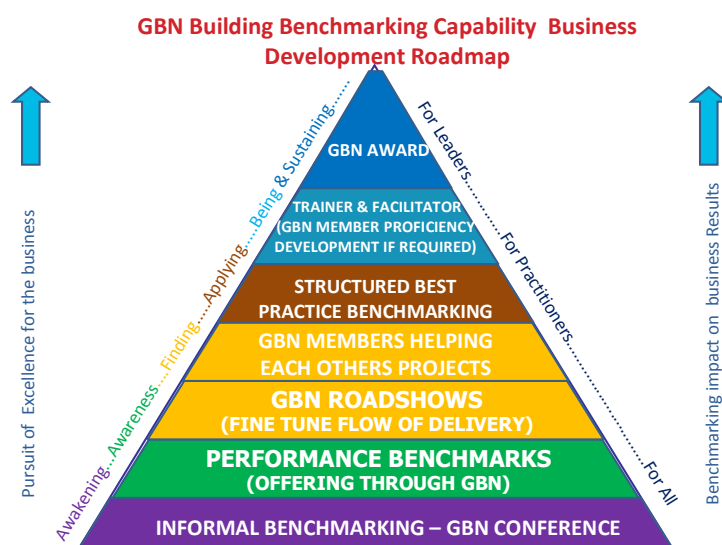 GBN Building Benchmarking Capability Business
Development Roadmap
Pursuit of Excellence for the business
Awakening.....Awareness.....Finding.....Applying.....Being & Sustaining.......
GBN AWARD
TRAINER & FACILITATOR
(GBN MEMBER PROFICIENCY
DEVELOPMENT IF REQUIRED)
STRUCTURED BEST
PRACTICE BENCHMARKING
GBN MEMBERS HELPING
EACH OTHERS PROJECTS
GBN ROADSHOWS
(FINE TUNE FLOW OF DELIVERY)
PERFORMANCE BENCHMARKS
(OFFERING THROUGH GBN)
INFORMAL BENCHMARKING – GBN CONFERENCE
For Leaders........For Practitioners..............For All
Benchmarking impact on business Results